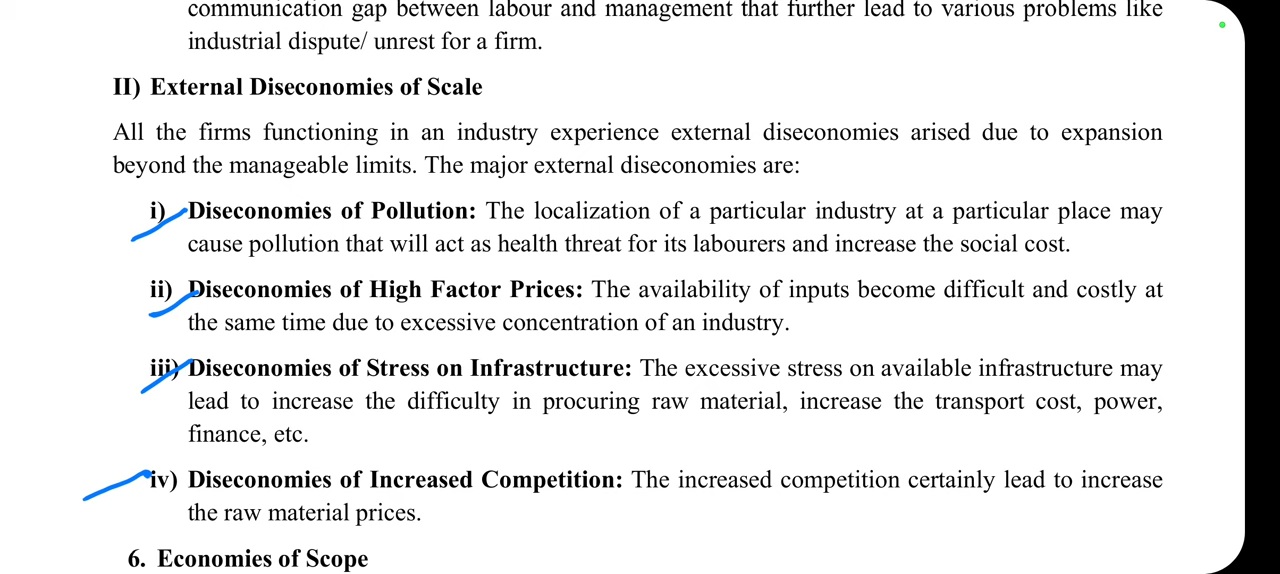 communication gap between labour and management that further lead to various problems like
industrial dispute/ unrest for a firm.
II) External Diseconomies of Scale
All the firms functioning in an industry experience external diseconomies arised due to expansion
beyond the manageable limits. The major external diseconomies are:
i) Diseconomies of Pollution: The localization of a particular industry at a particular place may
cause pollution that will act as health threat for its labourers and increase the social cost.
ii) Diseconomies of High Factor Prices: The availability of inputs become difficult and costly at
the same time due to excessive concentration of an industry.
iii) Diseconomies of Stress on Infrastructure: The excessive stress on available infrastructure may
lead to increase the difficulty in procuring raw material, increase the transport cost, power,
finance, etc.
iv) Diseconomies of Increased Competition: The increased competition certainly lead to increase
the raw material prices.
6. Economies of Scope